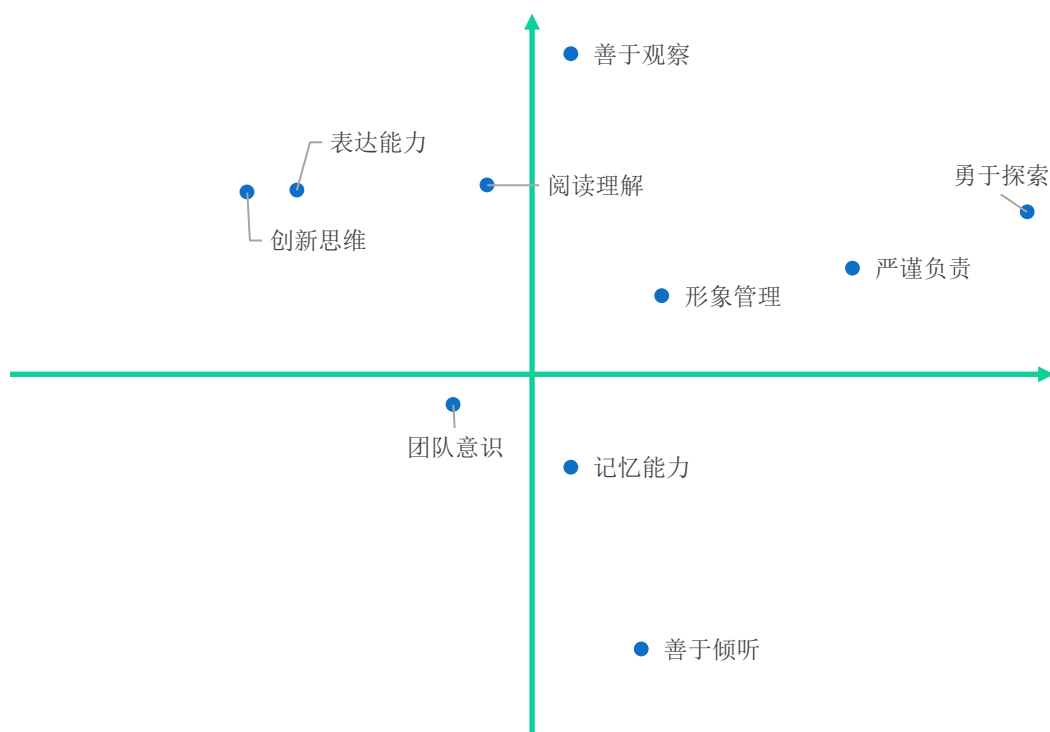 善于观察
表达能力
勇于探索
阅读理解
创新思维
严谨负责
形象管理
团队意识
记忆能力
善于倾听